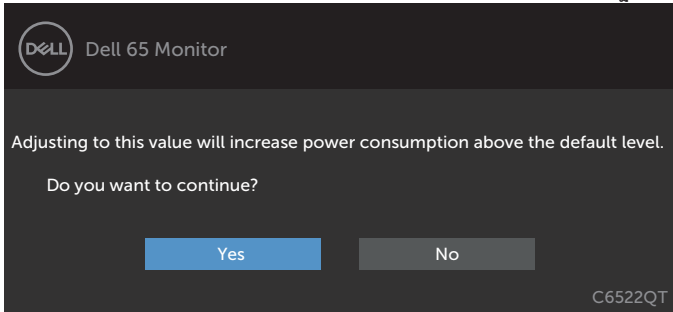 DELL
Dell 65 Monitor
Adjusting to this value will increase power consumption above the default level.
Do you want to continue?
Yes
No
C6522QT